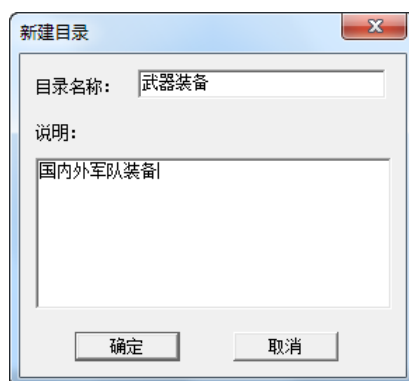 新建目录
目录名称： 武器装备
说明：
国内外军队装备
确定 取消